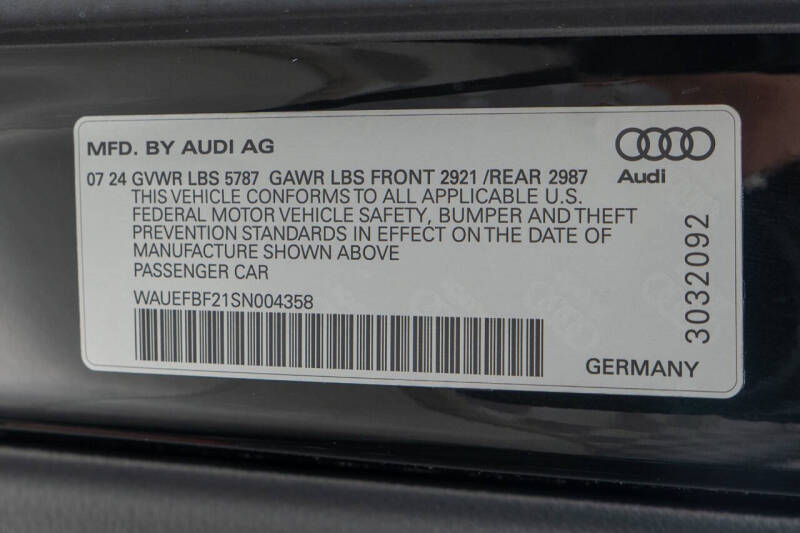 MFD. BY AUDI AG
Audi
07 24 GVWR LBS 5787 GAWR LBS FRONT 2921 /REAR 2987
THIS VEHICLE CONFORMS TO ALL APPLICABLE U.S.
FEDERAL MOTOR VEHICLE SAFETY, BUMPER AND THEFT
PREVENTION STANDARDS IN EFFECT ON THE DATE OF
MANUFACTURE SHOWN ABOVE
PASSENGER CAR
WAUEFBF21SN004358
3032092
GERMANY